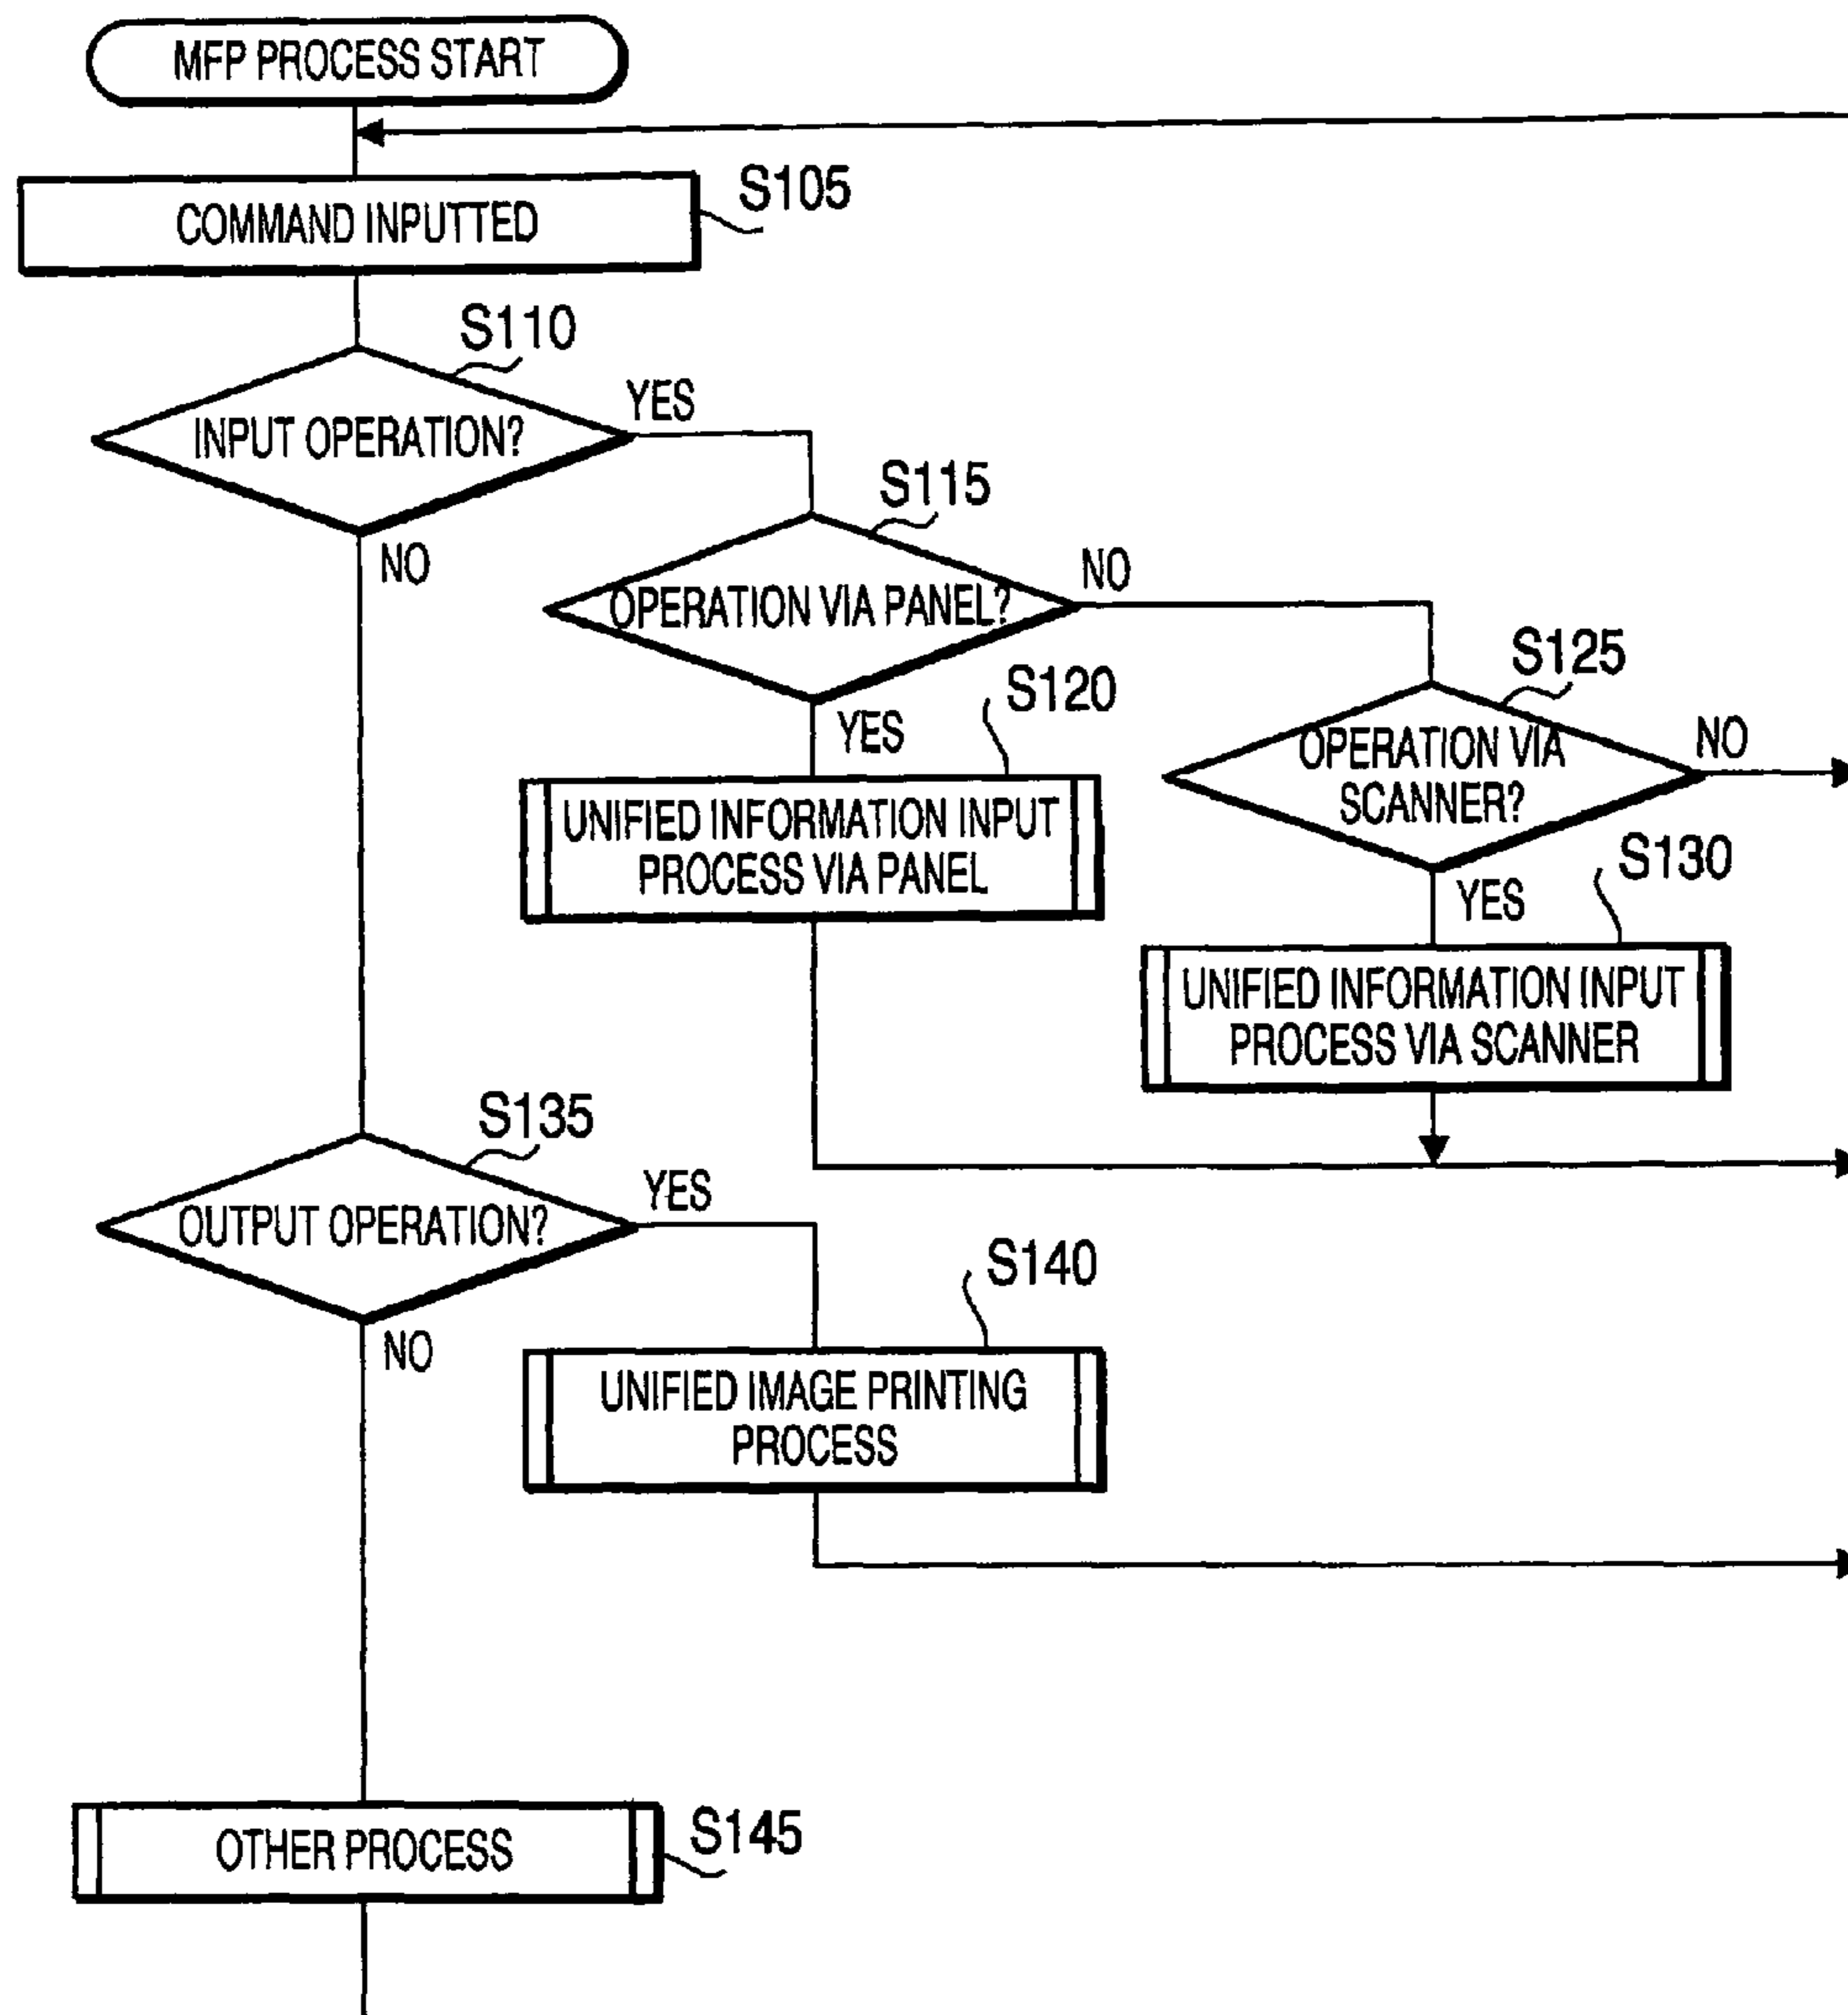 MFP PROCESS START
COMMAND INPUTTED
S105
S110
INPUT OPERATION?
YES
NO
S115
OPERATION VIA PANEL?
NO
YES
S120
UNIFIED INFORMATION INPUT
PROCESS VIA PANEL
S125
OPERATION VIA
SCANNER?
NO
YES
S130
UNIFIED INFORMATION INPUT
PROCESS VIA SCANNER
S135
OUTPUT OPERATION?
YES
NO
S140
UNIFIED IMAGE PRINTING
PROCESS
OTHER PROCESS
S145